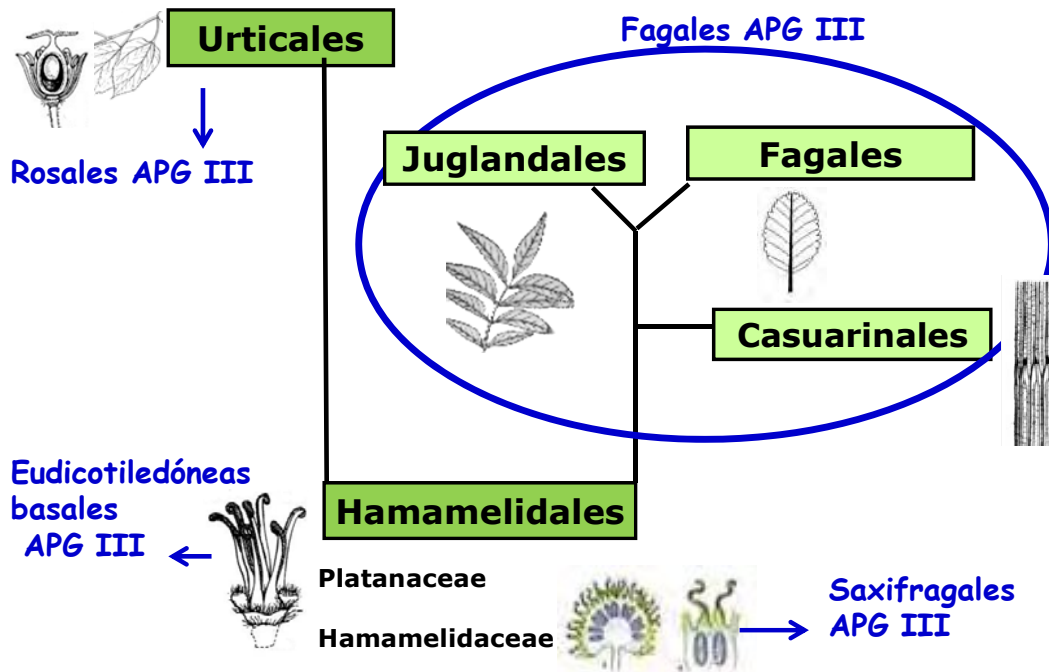 Urticales
Fagales APG III
Rosales APG III
Juglandales
Fagales
Casuarinales
Eudicotiledóneas
basales
APG III
Hamamelidales
Platanaceae
Hamamelidaceae
Saxifragales
APG III